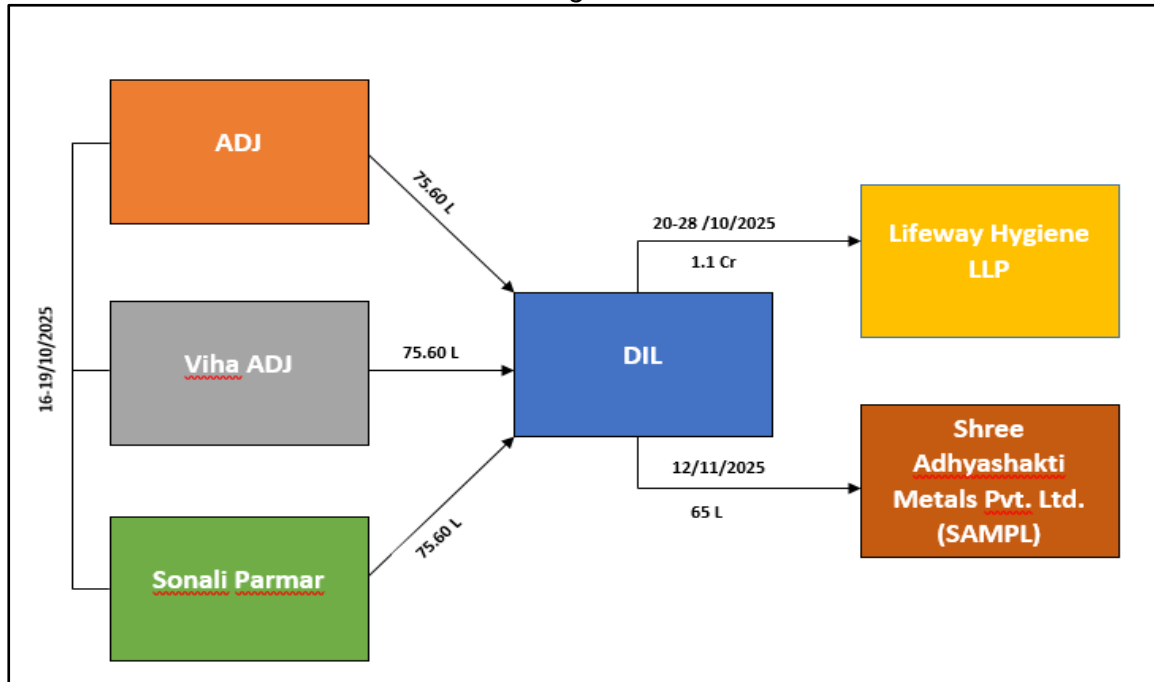 16-19/10/2025
ADJ
75.60 L
Viha ADJ
75.60 L
Sonali Parmar
75.60 L
DIL
20-28 /10/2025
1.1 Cr
Lifeway Hygiene
LLP
12/11/2025
65 L
Shree
Adhyashakti
Metals Pvt. Ltd.
(SAMPL)